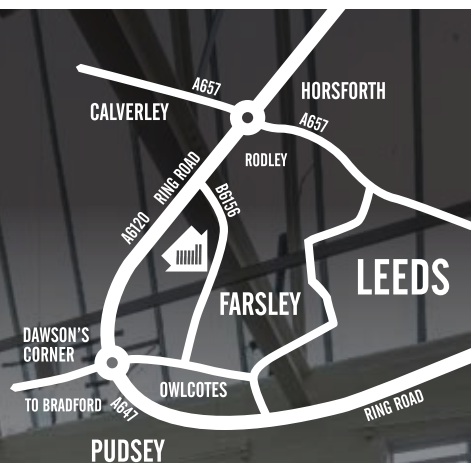 A657
HORSFORTH
CALVERLEY
A657
RODLEY
A6120 RING ROAD
B6156
LEEDS
FARSLEY
DAWSON'S
CORNER
OWLCOTES
TO BRADFORD
A647
RING ROAD
PUDSEY